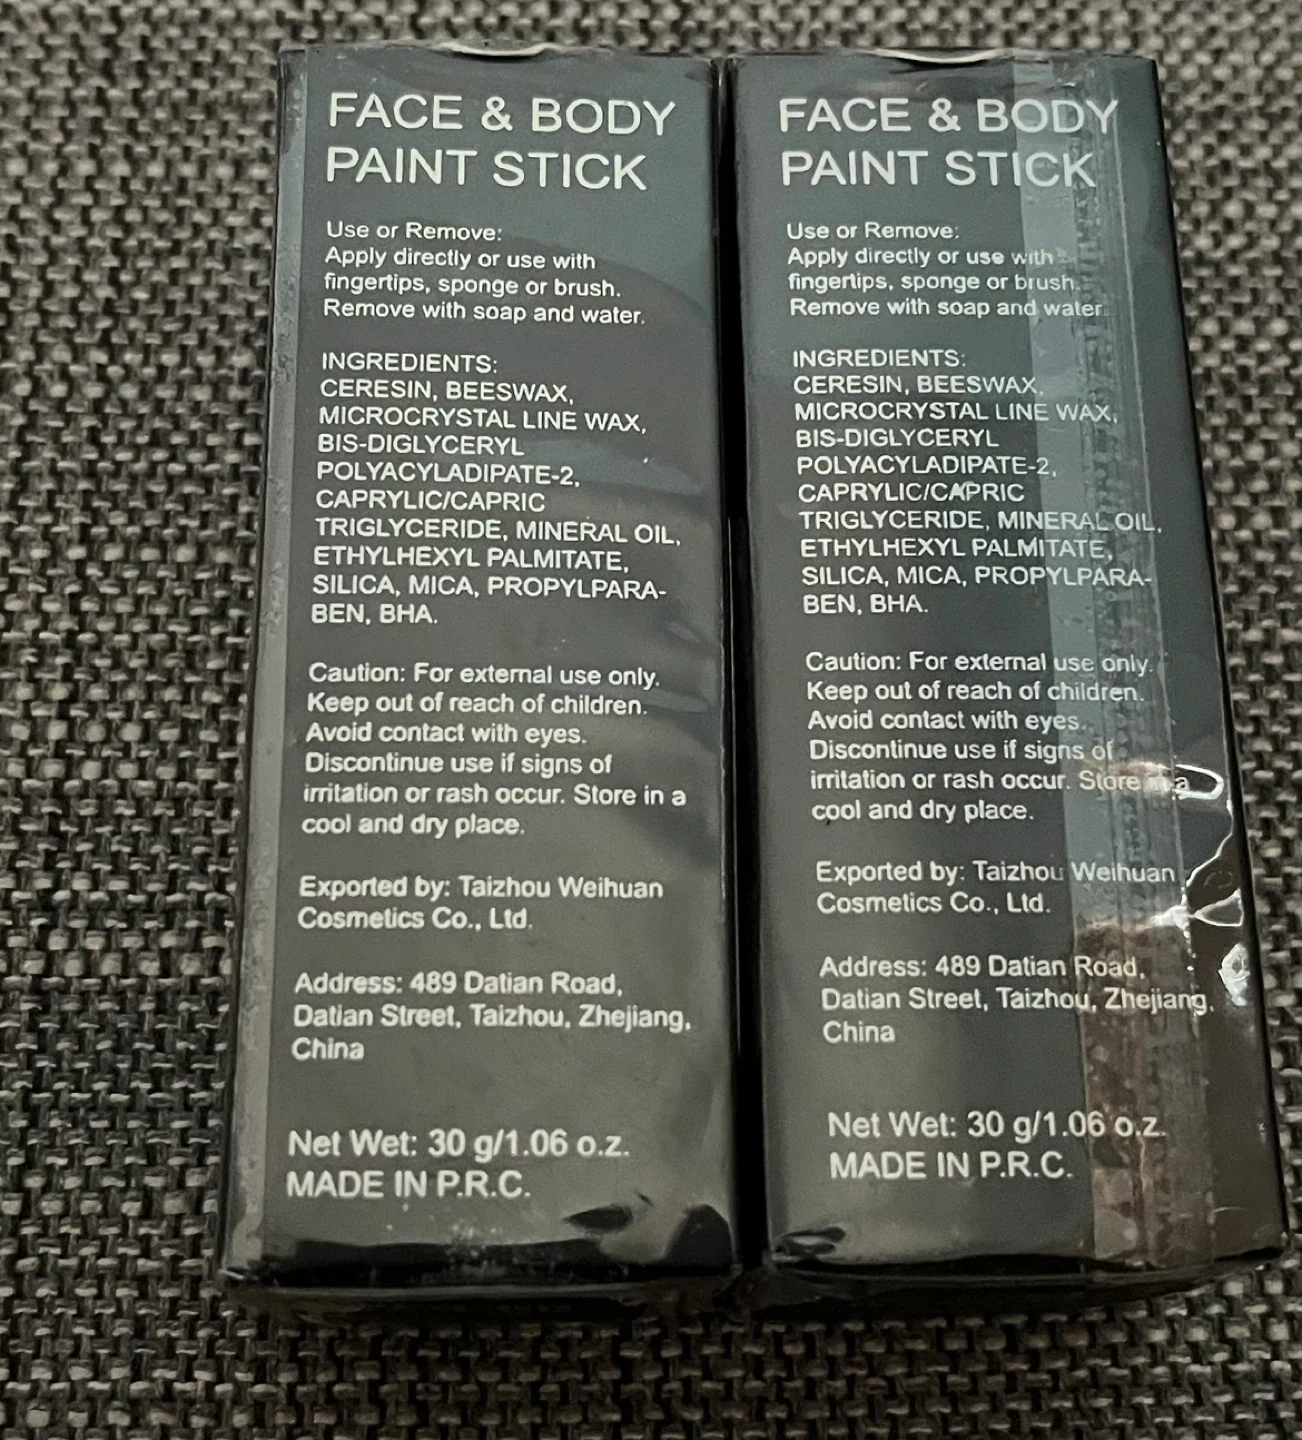 FACE & BODY
PAINT STICK
Use or Remove:
Apply directly or use with
fingertips, sponge or brush.
Remove with soap and water.
INGREDIENTS:
CERESIN, BEESWAX,
MICROCRYSTAL LINE WAX,
BIS-DIGLYCERYL
POLYACYLADIPATE-2,
CAPRYLIC/CAPRIC
TRIGLYCERIDE, MINERAL OIL,
ETHYLHEXYL PALMITATE,
SILICA, MICA, PROPYLPARA-
BEN, BHA.
Caution: For external use only.
Keep out of reach of children.
Avoid contact with eyes.
Discontinue use if signs of
irritation or rash occur. Store in a
cool and dry place.
Exported by: Taizhou Weihuan
Cosmetics Co., Ltd.
Address: 489 Datian Road,
Datian Street, Taizhou, Zhejiang,
China
Net Wet: 30 g/1.06 o.z.
MADE IN P.R.C.
FACE & BODY
PAINT STICK
Use or Remove:
Apply directly or use with
fingertips, sponge or brush.
Remove with soap and water.
INGREDIENTS:
CERESIN, BEESWAX,
MICROCRYSTAL LINE WAX,
BIS-DIGLYCERYL
POLYACYLADIPATE-2,
CAPRYLIC/CAPRIC
TRIGLYCERIDE, MINERAL OIL,
ETHYLHEXYL PALMITATE,
SILICA, MICA, PROPYLPARA-
BEN, BHA.
Caution: For external use only.
Keep out of reach of children.
Avoid contact with eyes.
Discontinue use if signs of
irritation or rash occur. Store in a
cool and dry place.
Exported by: Taizhou Weihuan
Cosmetics Co., Ltd.
Address: 489 Datian Road,
Datian Street, Taizhou, Zhejiang,
China
Net Wet: 30 g/1.06 o.z.
MADE IN P.R.C.